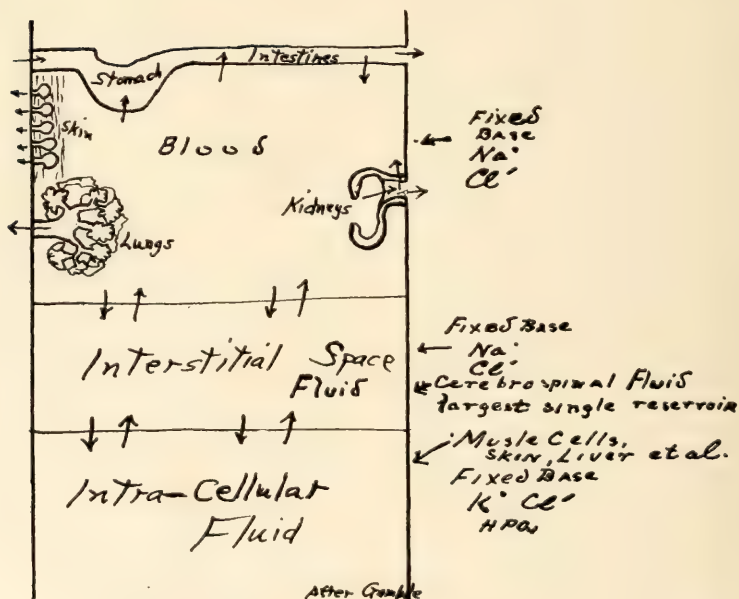 Intestines
Stomach
Skin
Blood
Fixed
Base
Na·
Cl′
Kidneys
Lungs
Fixed Base
Na·
Cl′
Interstitial Space
Fluid
Cerebrospinal Fluid
largest single reservoir
Musle Cells,
Skin, Liver et al.
Fixed Base
K· Cl′
HPO4
Intra-Cellular
Fluid
After Gamble